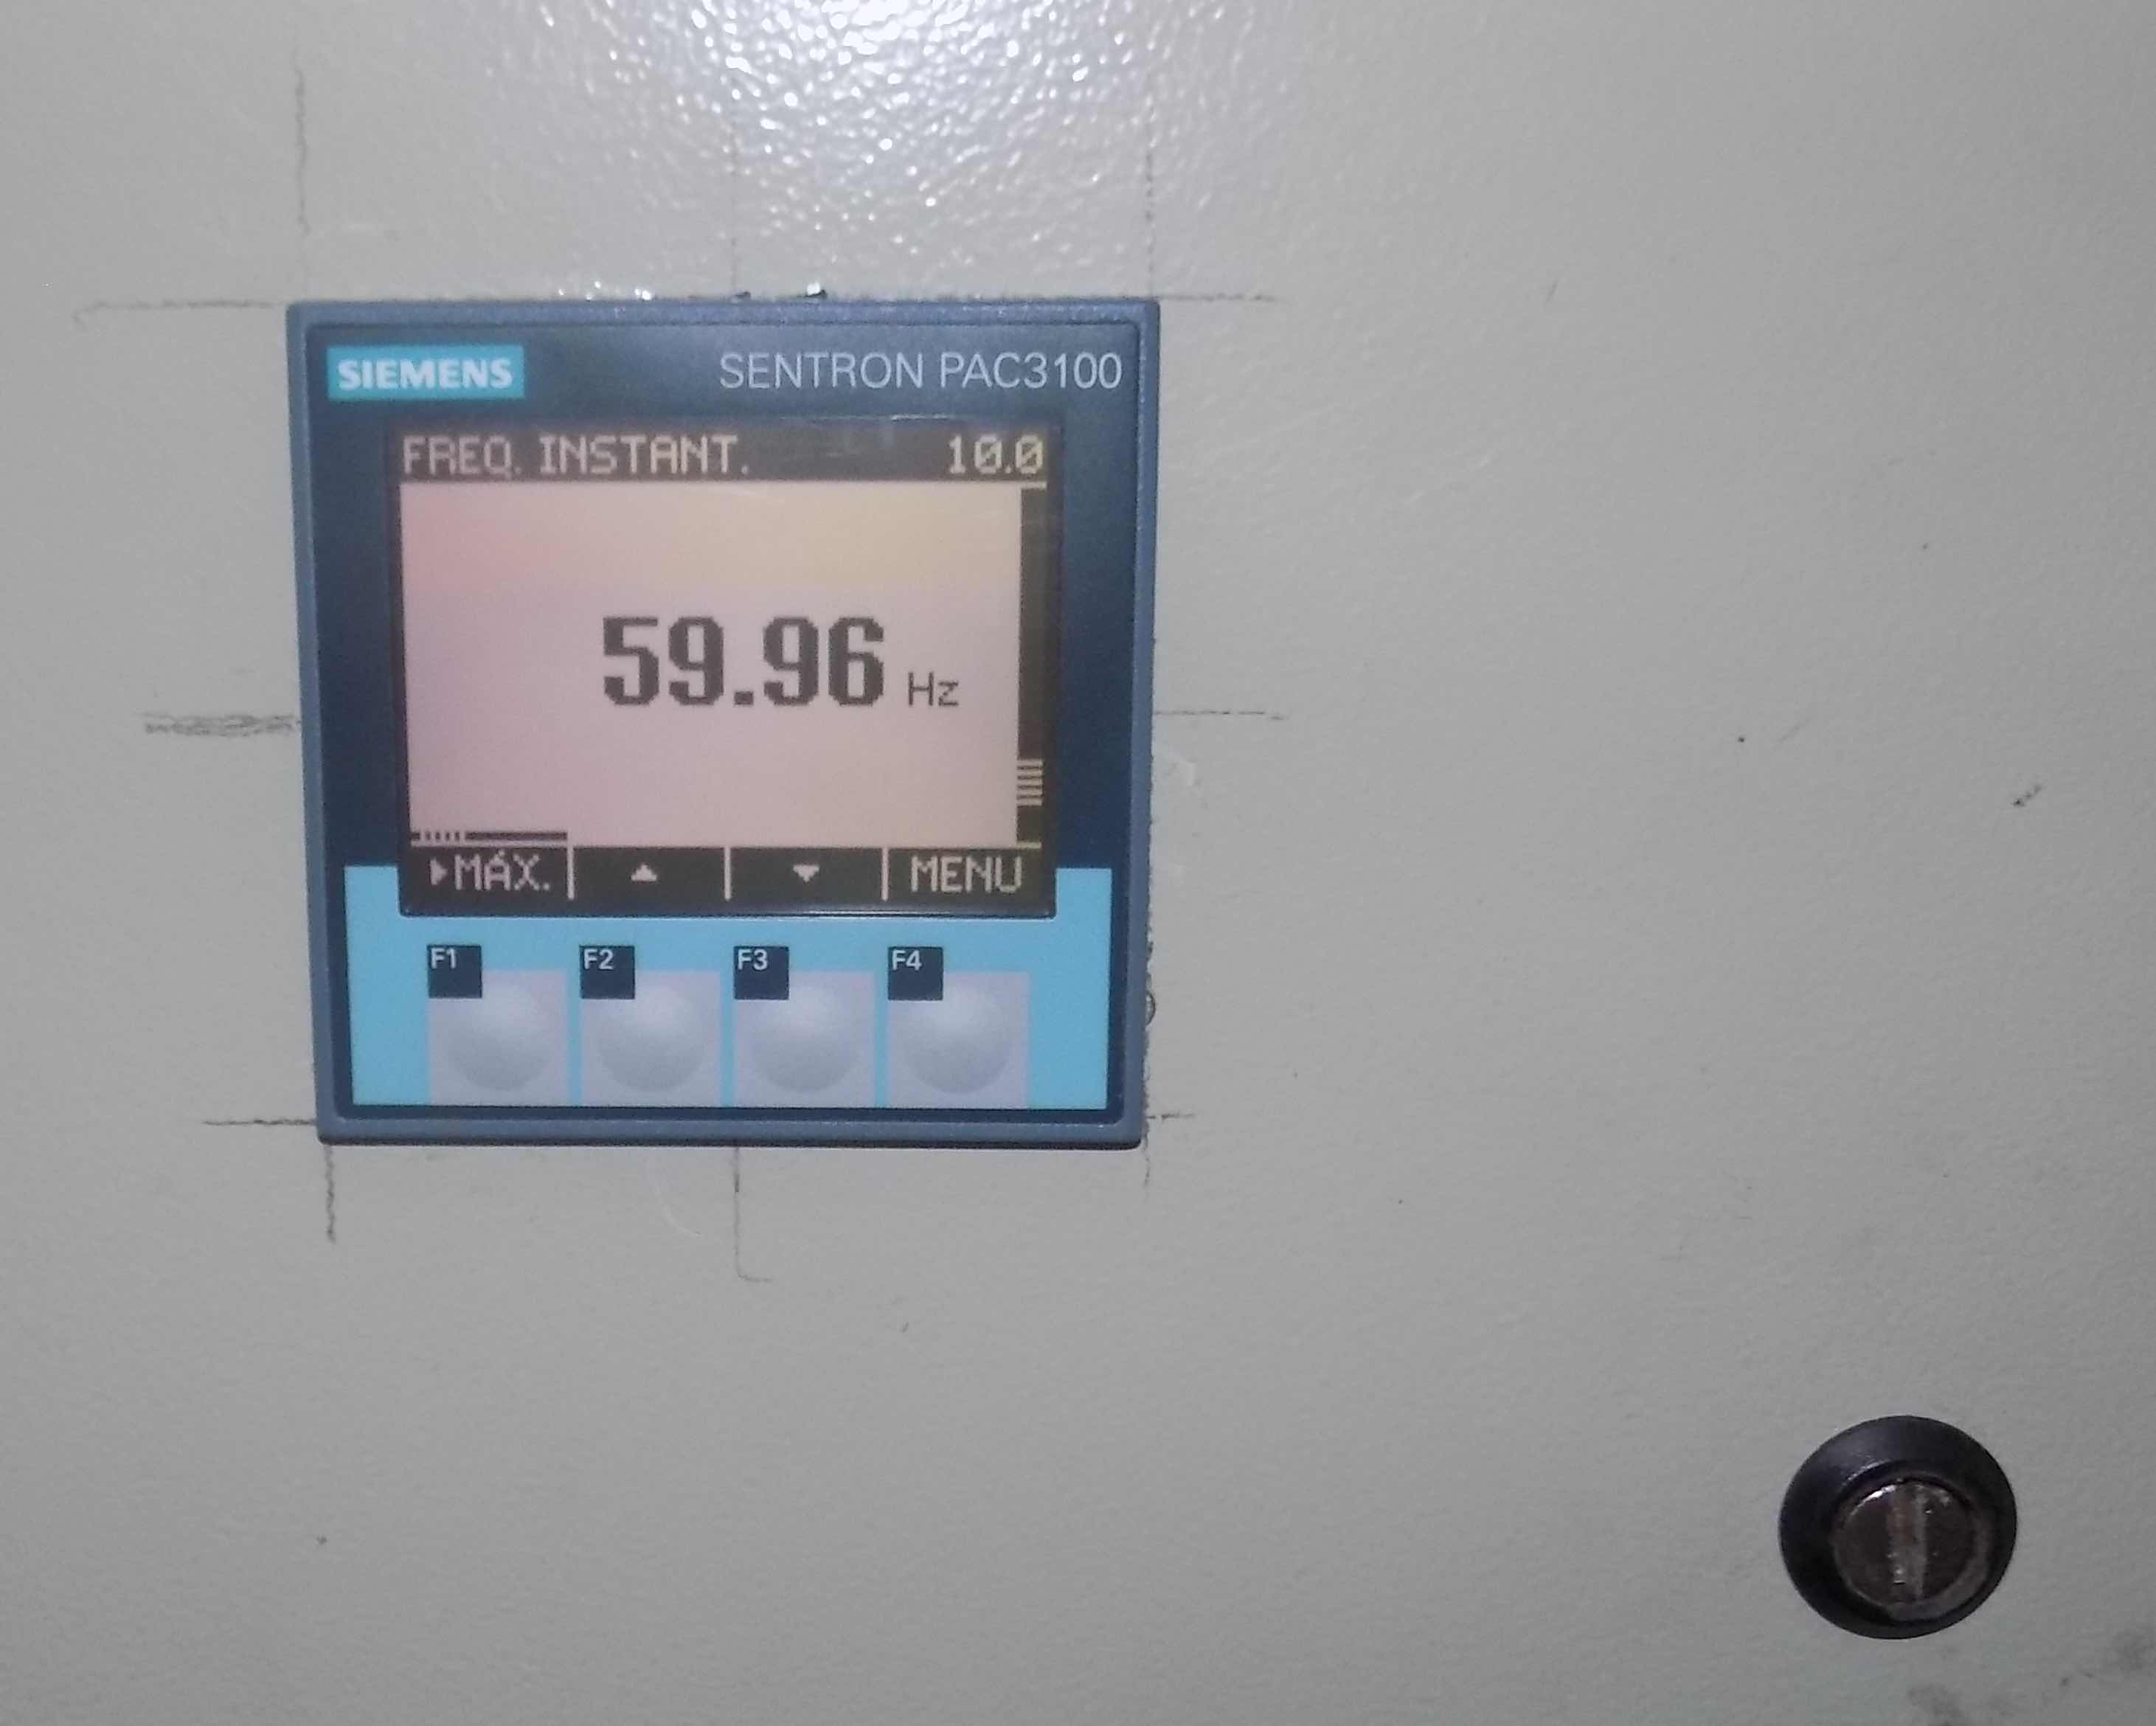 SIEMENS SENTRON PAC3100
FREQ. INSTANT. 10.0
59.96 Hz
MÁX. MENU
F1 F2 F3 F4